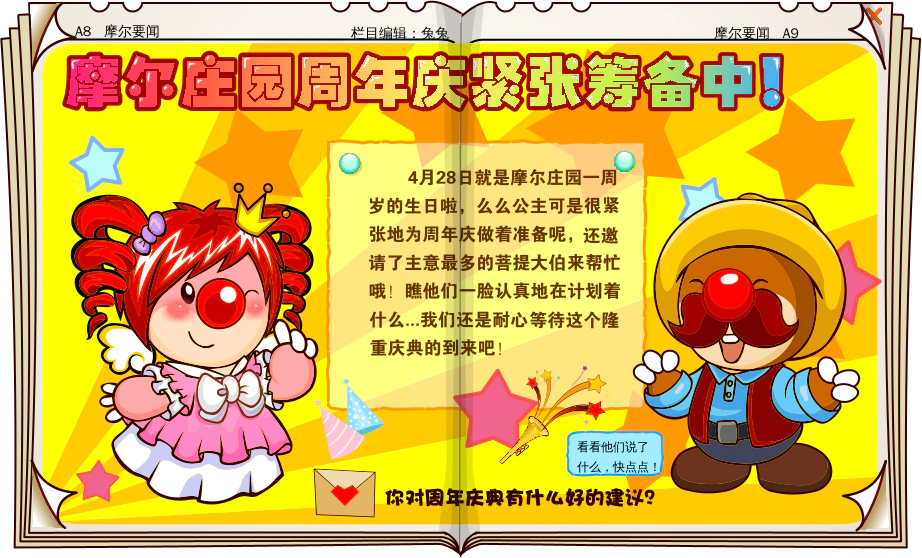 A8 摩尔要闻
栏目编辑：兔兔
摩尔要闻 A9
摩尔庄园周年庆紧张筹备中！
4月28日就是摩尔庄园一周
岁的生日啦，么么公主可是很紧
张地为周年庆做着准备呢，还邀
请了主意最多的菩提大伯来帮忙
哦！瞧他们一脸认真地在计划着
什么...我们还是耐心等待这个隆
重庆典的到来吧！
看看他们说了
什么，快点点！
你对周年庆典有什么好的建议？